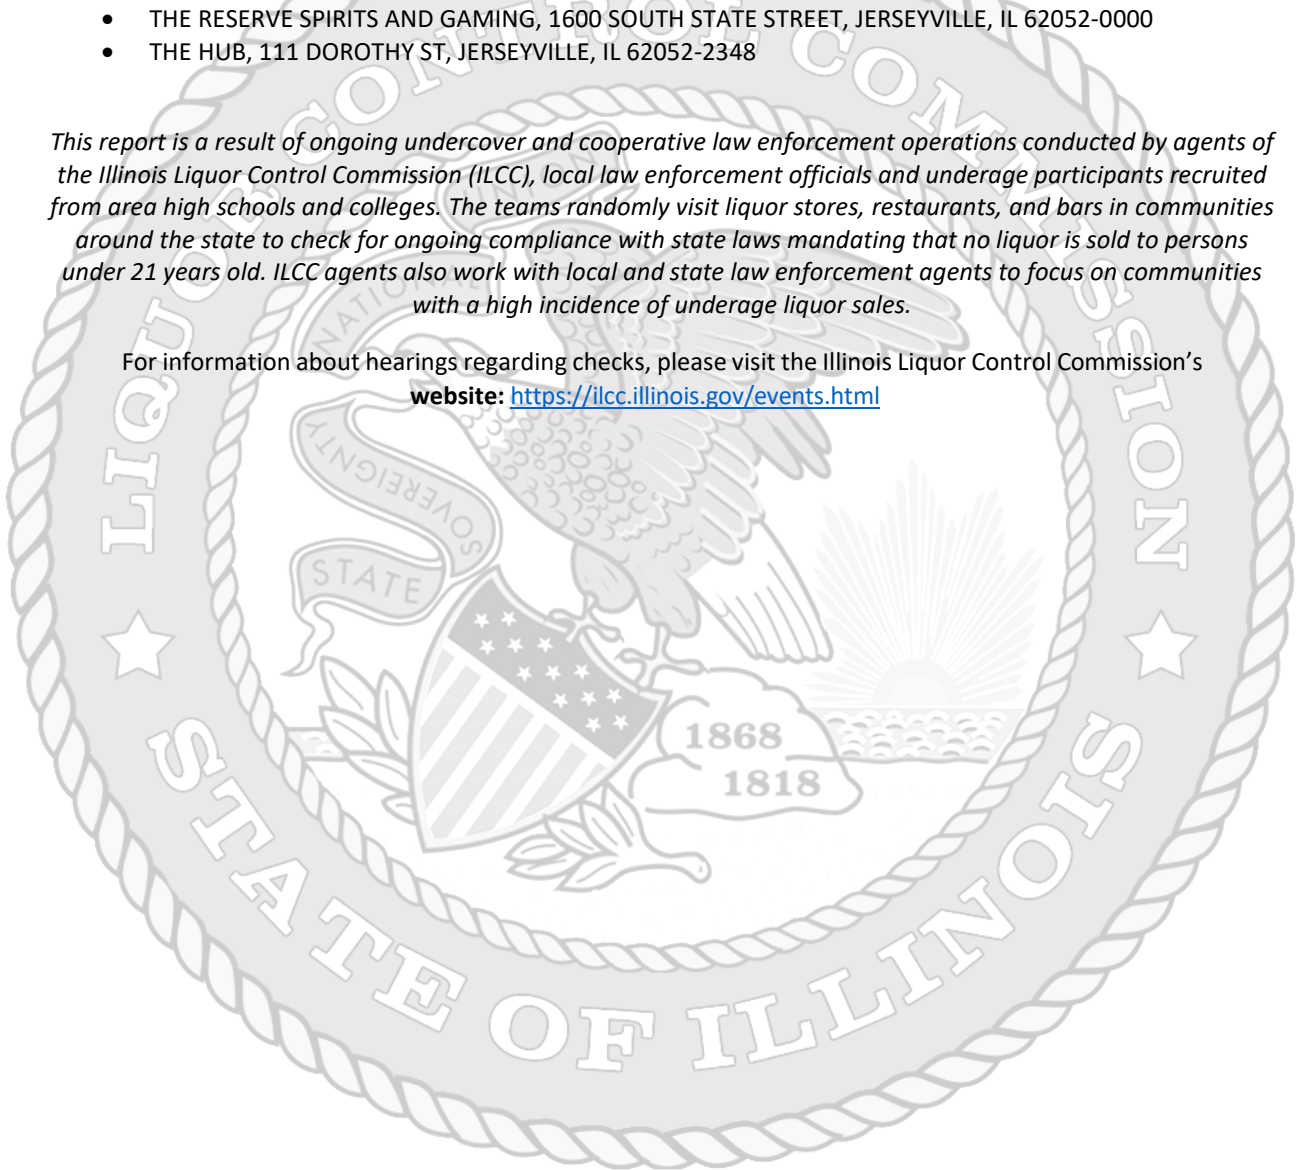 • THE RESERVE SPIRITS AND GAMING, 1600 SOUTH STATE STREET, JERSEYVILLE, IL 62052-0000
• THE HUB, 111 DOROTHY ST, JERSEYVILLE, IL 62052-2348
This report is a result of ongoing undercover and cooperative law enforcement operations conducted by agents of
the Illinois Liquor Control Commission (ILCC), local law enforcement officials and underage participants recruited
from area high schools and colleges. The teams randomly visit liquor stores, restaurants, and bars in communities
around the state to check for ongoing compliance with state laws mandating that no liquor is sold to persons
under 21 years old. ILCC agents also work with local and state law enforcement agents to focus on communities
with a high incidence of underage liquor sales.
For information about hearings regarding checks, please visit the Illinois Liquor Control Commission’s
website: https://ilcc.illinois.gov/events.html
LIQUOR CONTROL COMMISSION
STATE OF ILLINOIS
NATIONAL
UNION
STATE
SOVEREIGNTY
1868
1818